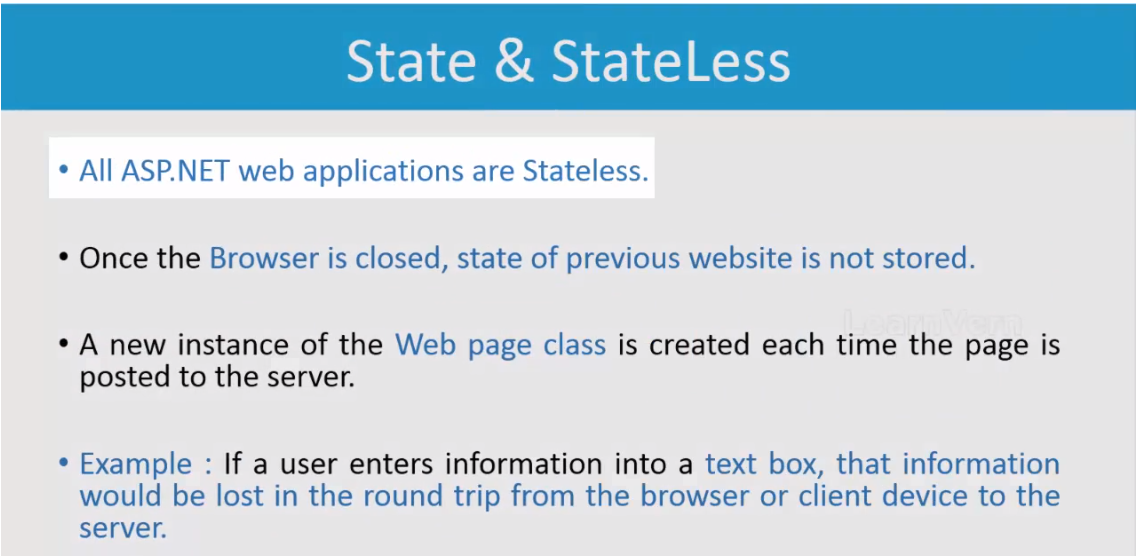 State & StateLess
• All ASP.NET web applications are Stateless.
• Once the Browser is closed, state of previous website is not stored.
LearnVern
• A new instance of the Web page class is created each time the page is
posted to the server.
• Example : If a user enters information into a text box, that information
would be lost in the round trip from the browser or client device to the
server.